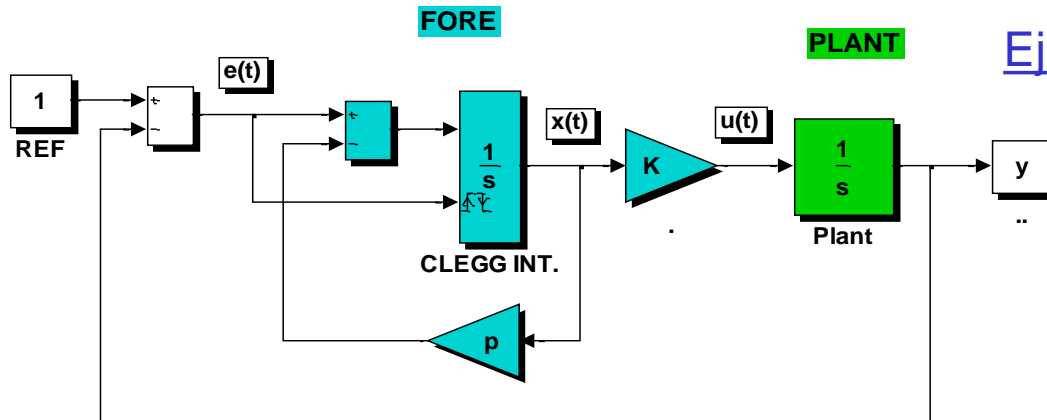 FORE
PLANT
Ej
e(t)
1
REF
+
−
+
−
1
s
CLEGG INT.
x(t)
K
.
u(t)
1
s
Plant
y
..
p